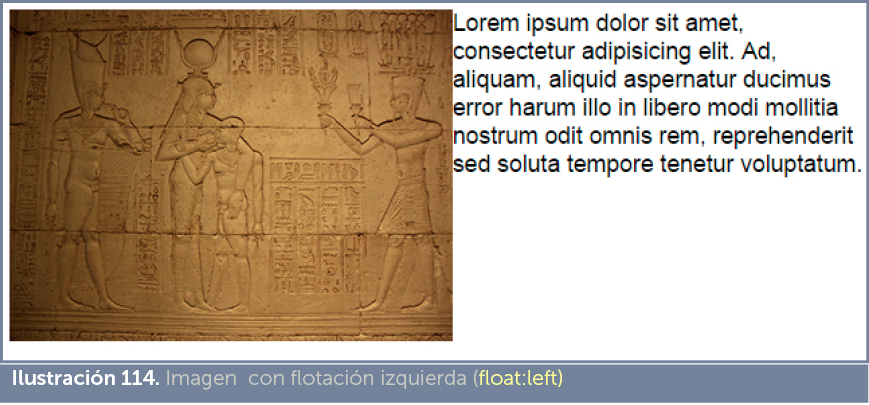 Lorem ipsum dolor sit amet,
consectetur adipisicing elit. Ad,
aliquam, aliquid aspernatur ducimus
error harum illo in libero modi mollitia
nostrum odit omnis rem, reprehenderit
sed soluta tempore tenetur voluptatum.
Ilustración 114. Imagen con flotación izquierda (float:left)